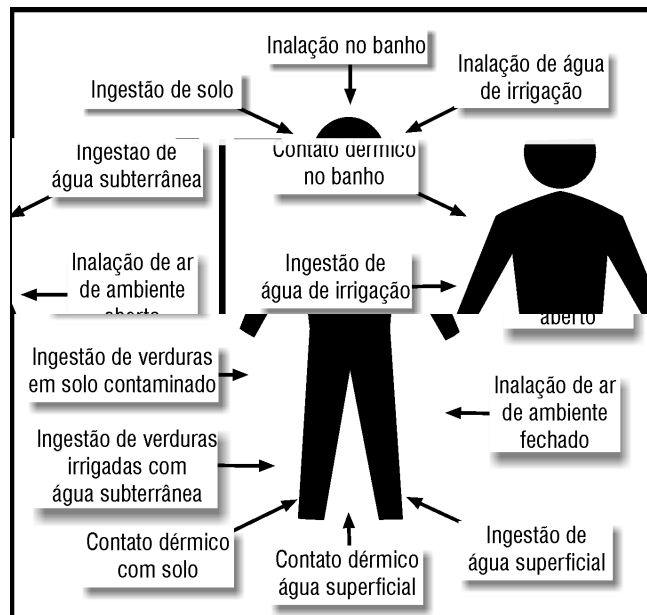 Inalação no banho
Ingestão de solo
Inalação de água
de irrigação
Ingestao de
água subterrânea
Contato dérmico
no banho
Inalação de ar
de ambiente
aberto
Ingestão de
água de irrigação
aberto
Ingestão de verduras
em solo contaminado
Inalação de ar
de ambiente
fechado
Ingestão de verduras
irrigadas com
água subterrânea
Contato dérmico
com solo
Contato dérmico
água superficial
Ingestão de
água superficial